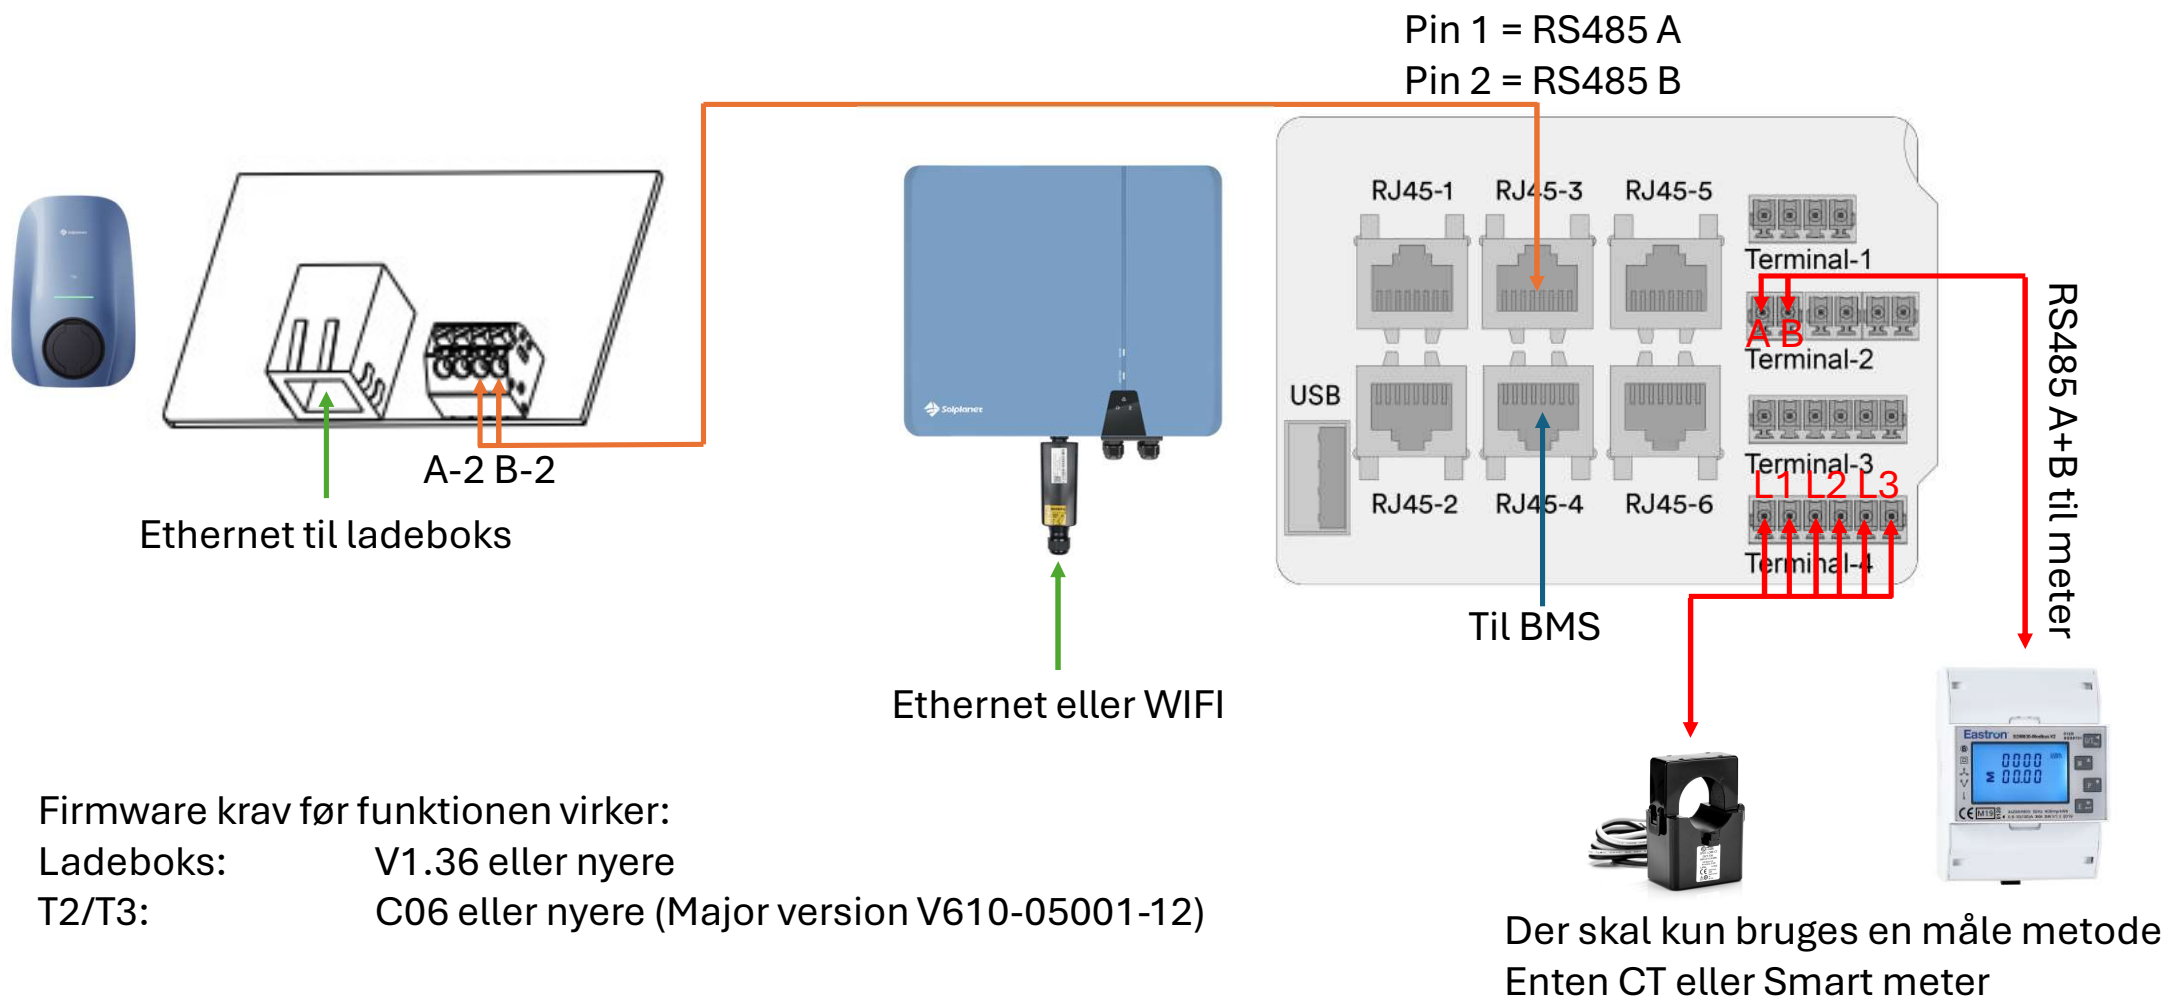 Pin 1 = RS485 A
Pin 2 = RS485 B
RJ45-1
RJ45-3
RJ45-5
Terminal-1
A B
Terminal-2
USB
Terminal-3
L1 L2 L3
RJ45-2
RJ45-4
RJ45-6
Terminal-4
RS485 A+B til meter
A-2 B-2
Ethernet til ladeboks
Solplanet
Til BMS
Ethernet eller WIFI
Eastron
Firmware krav før funktionen virker:
Ladeboks: V1.36 eller nyere
T2/T3: C06 eller nyere (Major version V610-05001-12)
Der skal kun bruges en måle metode
Enten CT eller Smart meter